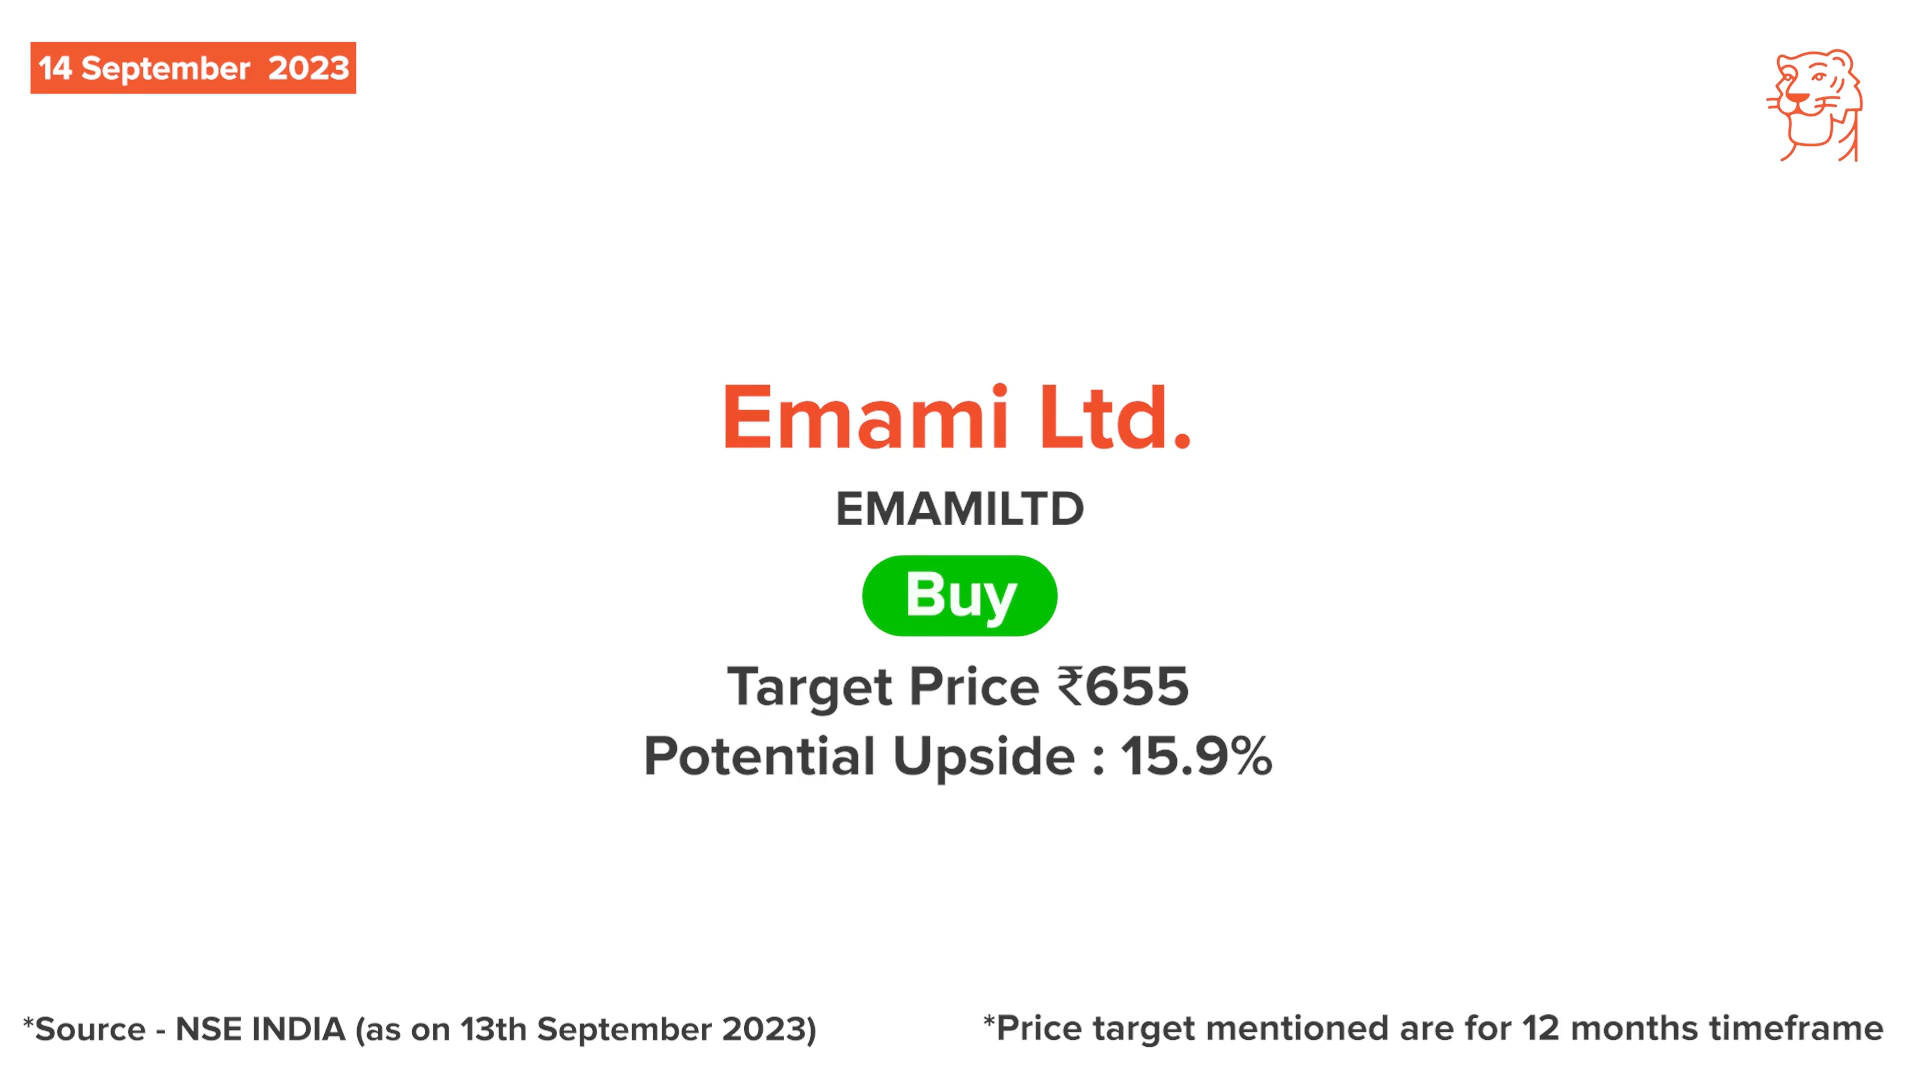 14 September 2023
Emami Ltd.
EMAMILTD
Buy
Target Price ₹655
Potential Upside : 15.9%
*Source - NSE INDIA (as on 13th September 2023)
*Price target mentioned are for 12 months timeframe